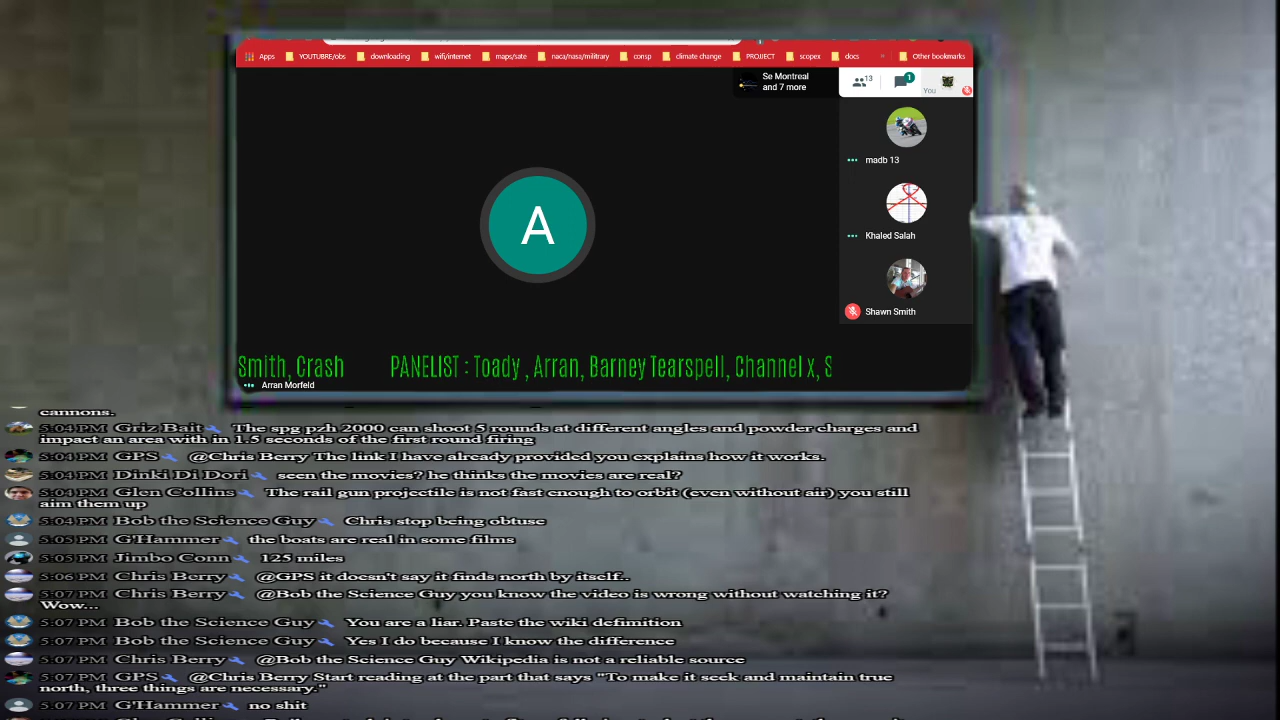 Apps YOUTUBRE/obs downloading wifi/internet maps/sate naca/nasa/militrary consp climate change PROJECT scopex docs Other bookmarks
Se Montreal
and 7 more
13
1
You
madb 13
Khaled Salah
Shawn Smith
A
Smith, Crash PANELIST : Toady , Arran, Barney Tearspell, Channel x, S
Arran Morfeld
cannons.
5:04 PM Griz Bait The spg pzh 2000 can shoot 5 rounds at different angles and powder charges and
impact an area with in 1.5 seconds of the first round firing
5:04 PM GPS @Chris Berry The link I have already provided you explains how it works.
5:04 PM Dinki Di Dori seen the movies? he thinks the movies are real?
5:04 PM Glen Collins The rail gun projectile is not fast enough to orbit (even without air) you still
aim them up
5:04 PM Bob the Science Guy Chris stop being obtuse
5:05 PM G'Hammer the boats are real in some films
5:05 PM Jimbo Conn 125 miles
5:06 PM Chris Berry @GPS it doesn't say it finds north by itself..
5:07 PM Chris Berry @Bob the Science Guy you know the video is wrong without watching it?
Wow...
5:07 PM Bob the Science Guy You are a liar. Paste the wiki defimition
5:07 PM Bob the Science Guy Yes I do because I know the difference
5:07 PM Chris Berry @Bob the Science Guy Wikipedia is not a reliable source
5:07 PM GPS @Chris Berry Start reading at the part that says "To make it seek and maintain true
north, three things are necessary."
5:07 PM G'Hammer no shit